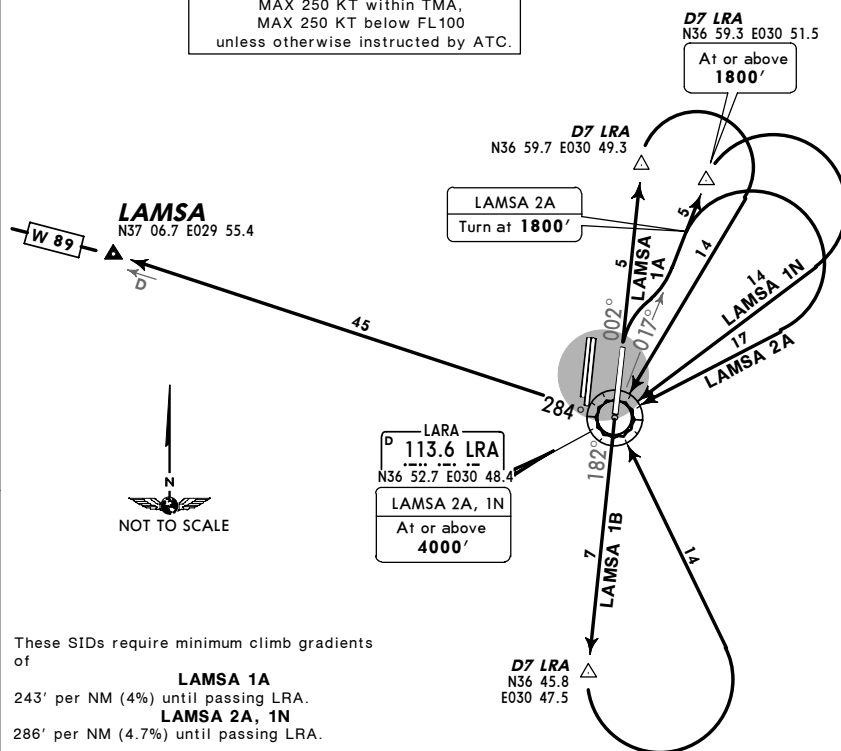 MAX 250 KT within TMA,
MAX 250 KT below FL100
unless otherwise instructed by ATC.
D7 LRA
N36 59.3 E030 51.5
At or above
1800'
D7 LRA
N36 59.7 E030 49.3
LAMSA 2A
Turn at 1800'
LAMSA
N37 06.7 E029 55.4
W 89
D
45
5
LAMSA
1A
5
14
14
LAMSA 1N
17
LAMSA 2A
002°
017°
284°
182°
LARA
D 113.6 LRA
N36 52.7 E030 48.4
LAMSA 2A, 1N
At or above
4000'
N
NOT TO SCALE
7
LAMSA 1B
14
D7 LRA
N36 45.8
E030 47.5
These SIDs require minimum climb gradients
of
LAMSA 1A
243' per NM (4%) until passing LRA.
LAMSA 2A, 1N
286' per NM (4.7%) until passing LRA.